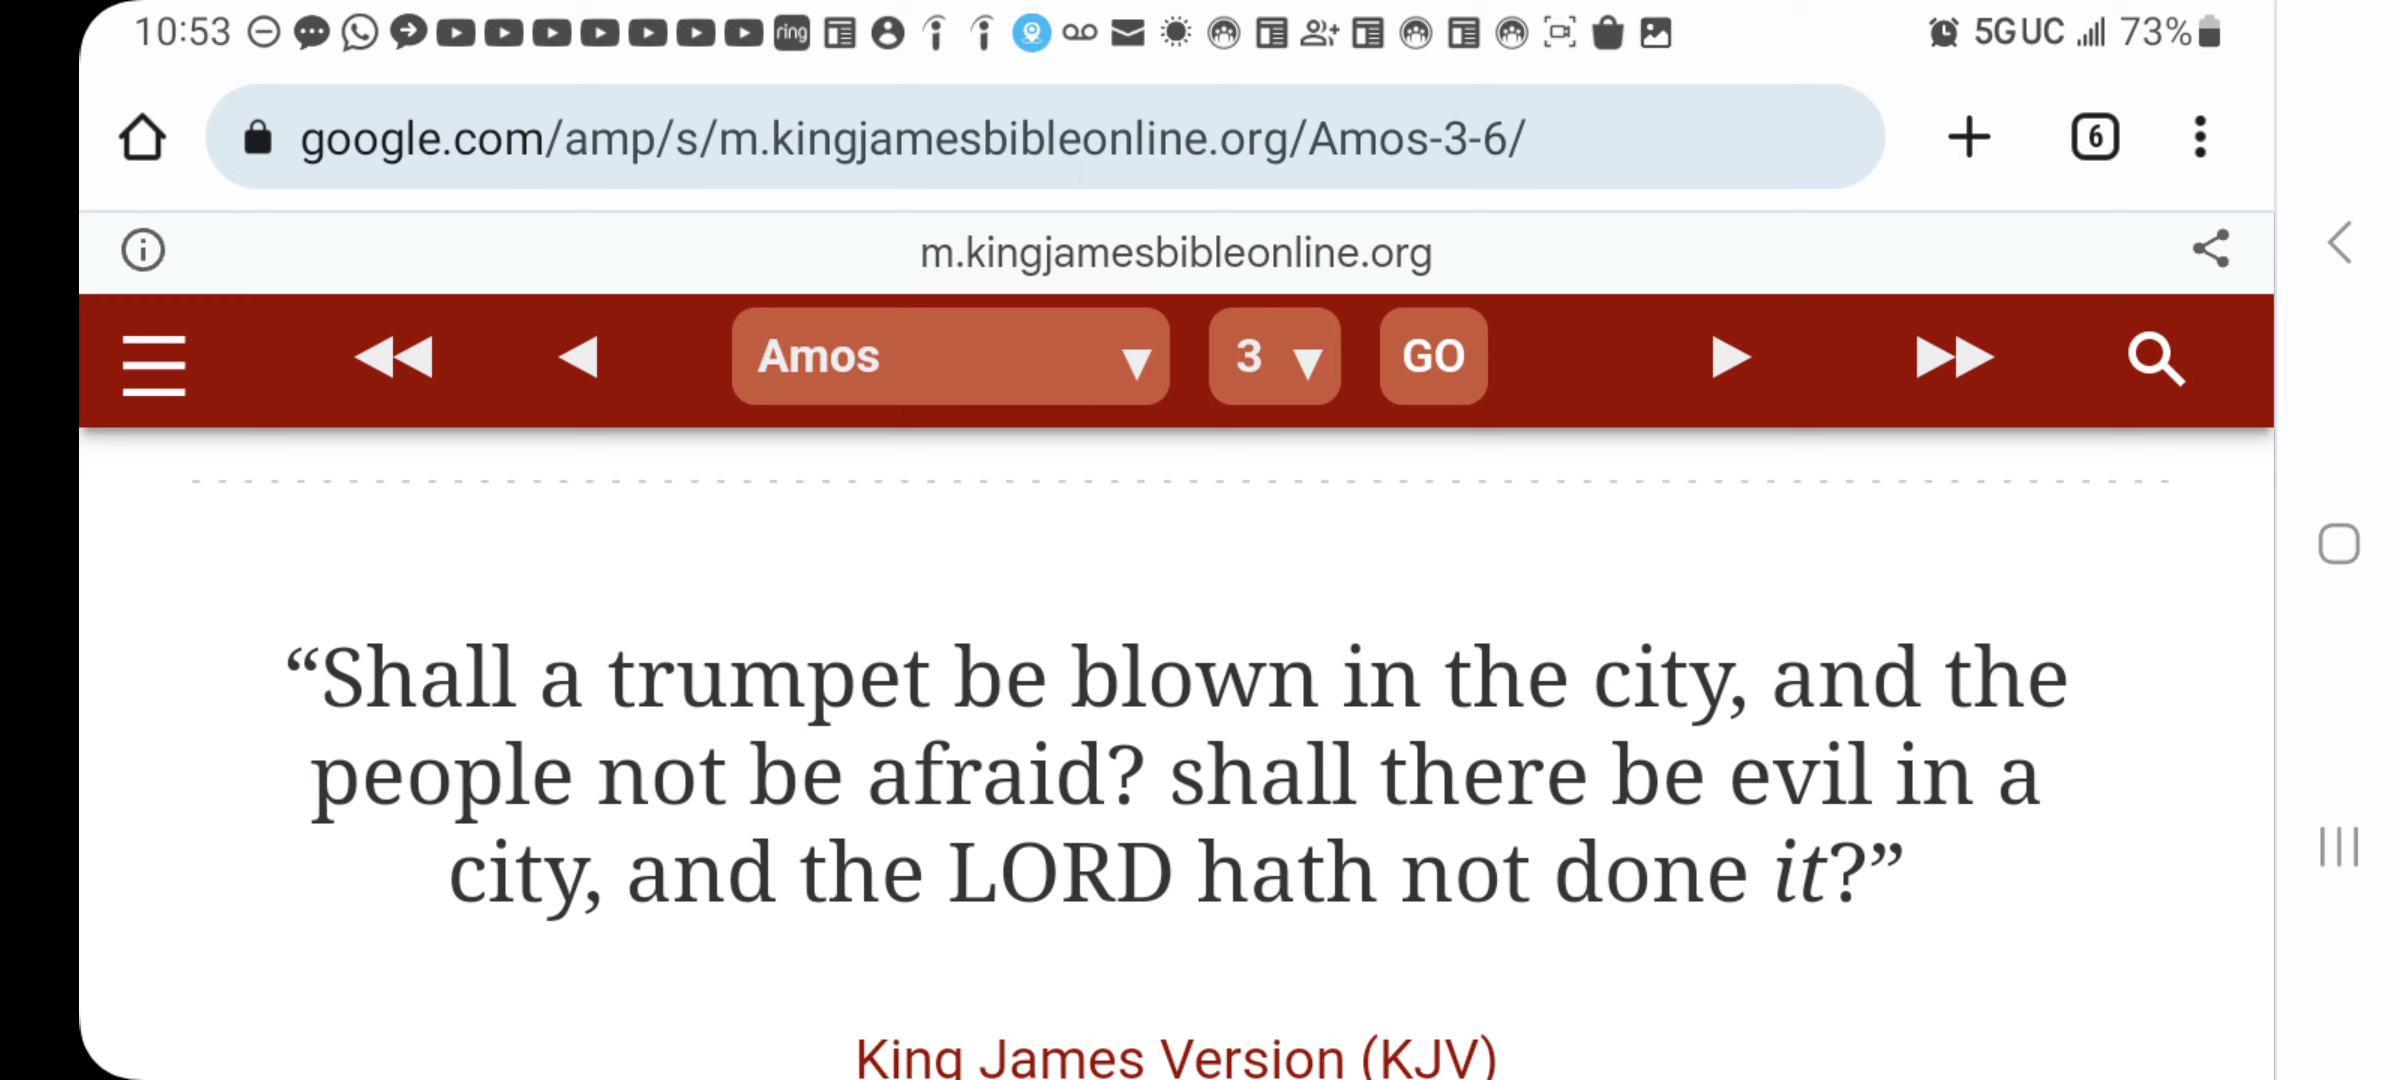 10:53 ring 5GUC 73%
google.com/amp/s/m.kingjamesbibleonline.org/Amos-3-6/ 6
m.kingjamesbibleonline.org
Amos 3 GO
“Shall a trumpet be blown in the city, and the
people not be afraid? shall there be evil in a
city, and the LORD hath not done it?”
King James Version (KJV)